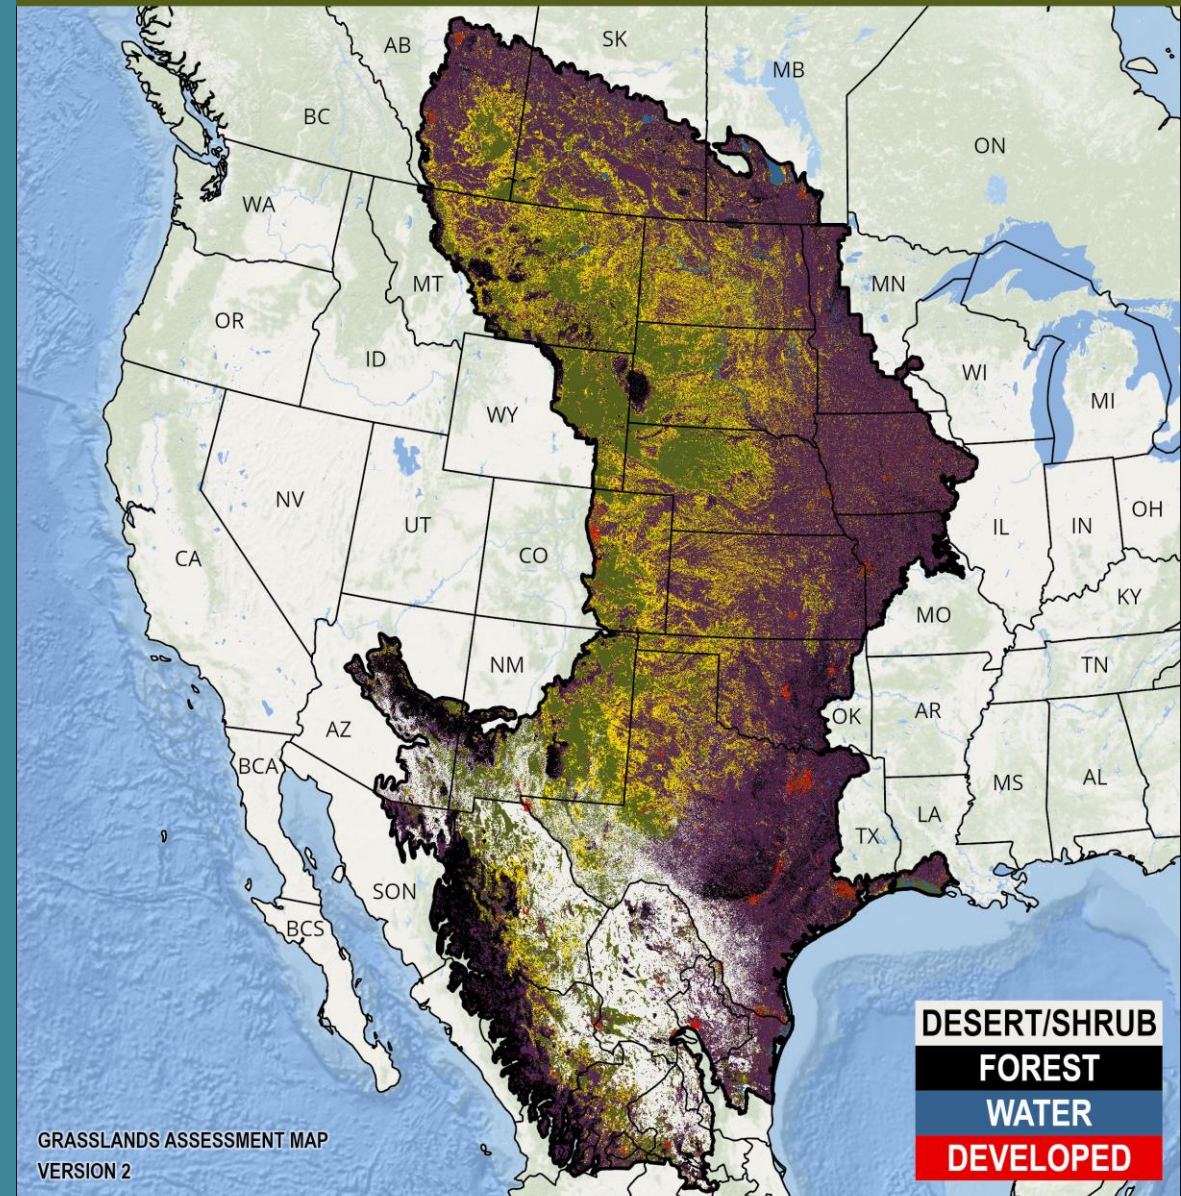 AB
SK
MB
BC
ON
WA
MT
MN
OR
ID
WI
MI
WY
NV
UT
CO
IL
IN
OH
CA
MO
KY
NM
TN
AZ
OK
AR
BCA
MS
AL
LA
TX
SON
BCS
DESERT/SHRUB
FOREST
WATER
DEVELOPED
GRASSLANDS ASSESSMENT MAP
VERSION 2